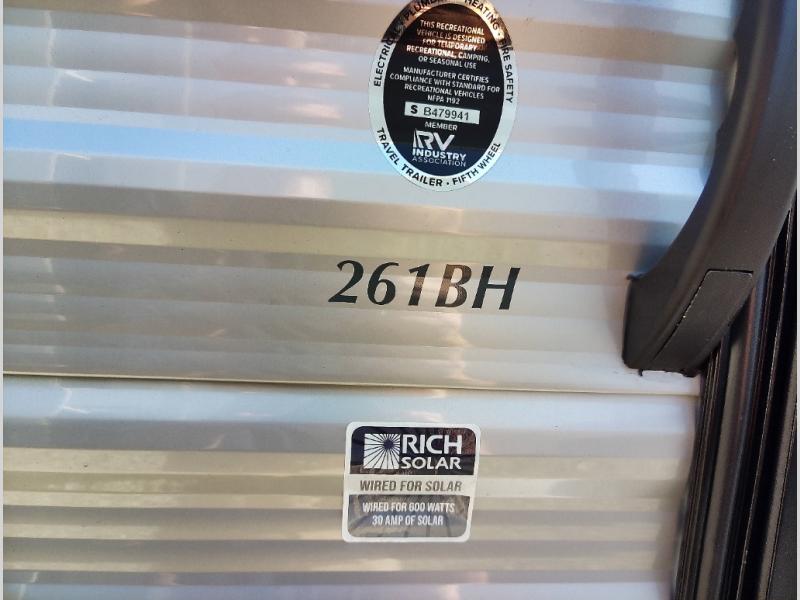 ELECTRICAL • PLUMBING • HEATING • FIRE SAFETY
THIS RECREATIONAL
VEHICLE IS DESIGNED
FOR TEMPORARY
RECREATIONAL, CAMPING,
OR SEASONAL USE
MANUFACTURER CERTIFIES
COMPLIANCE WITH STANDARD FOR
RECREATIONAL VEHICLES
NFPA 1192
S B479941
MEMBER
RV
INDUSTRY
ASSOCIATION
TRAVEL TRAILER • FIFTH WHEEL
261BH
RICH
SOLAR
WIRED FOR SOLAR
WIRED FOR 600 WATTS
30 AMP OF SOLAR